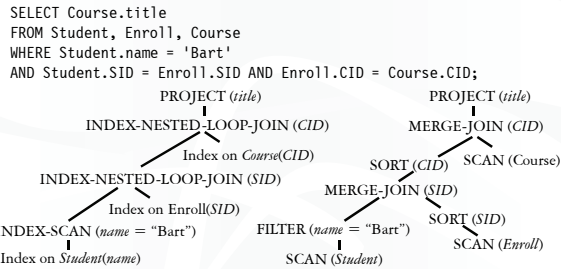 SELECT Course.title
FROM Student, Enroll, Course
WHERE Student.name = 'Bart'
AND Student.SID = Enroll.SID AND Enroll.CID = Course.CID;
PROJECT (title)
INDEX-NESTED-LOOP-JOIN (CID)
Index on Course(CID)
INDEX-NESTED-LOOP-JOIN (SID)
Index on Enroll(SID)
NDEX-SCAN (name = “Bart”)
Index on Student(name)
PROJECT (title)
MERGE-JOIN (CID)
SORT (CID)
SCAN (Course)
MERGE-JOIN (SID)
FILTER (name = “Bart”)
SORT (SID)
SCAN (Student)
SCAN (Enroll)